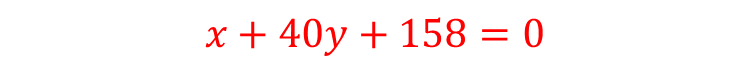 x + 40y + 158 = 0